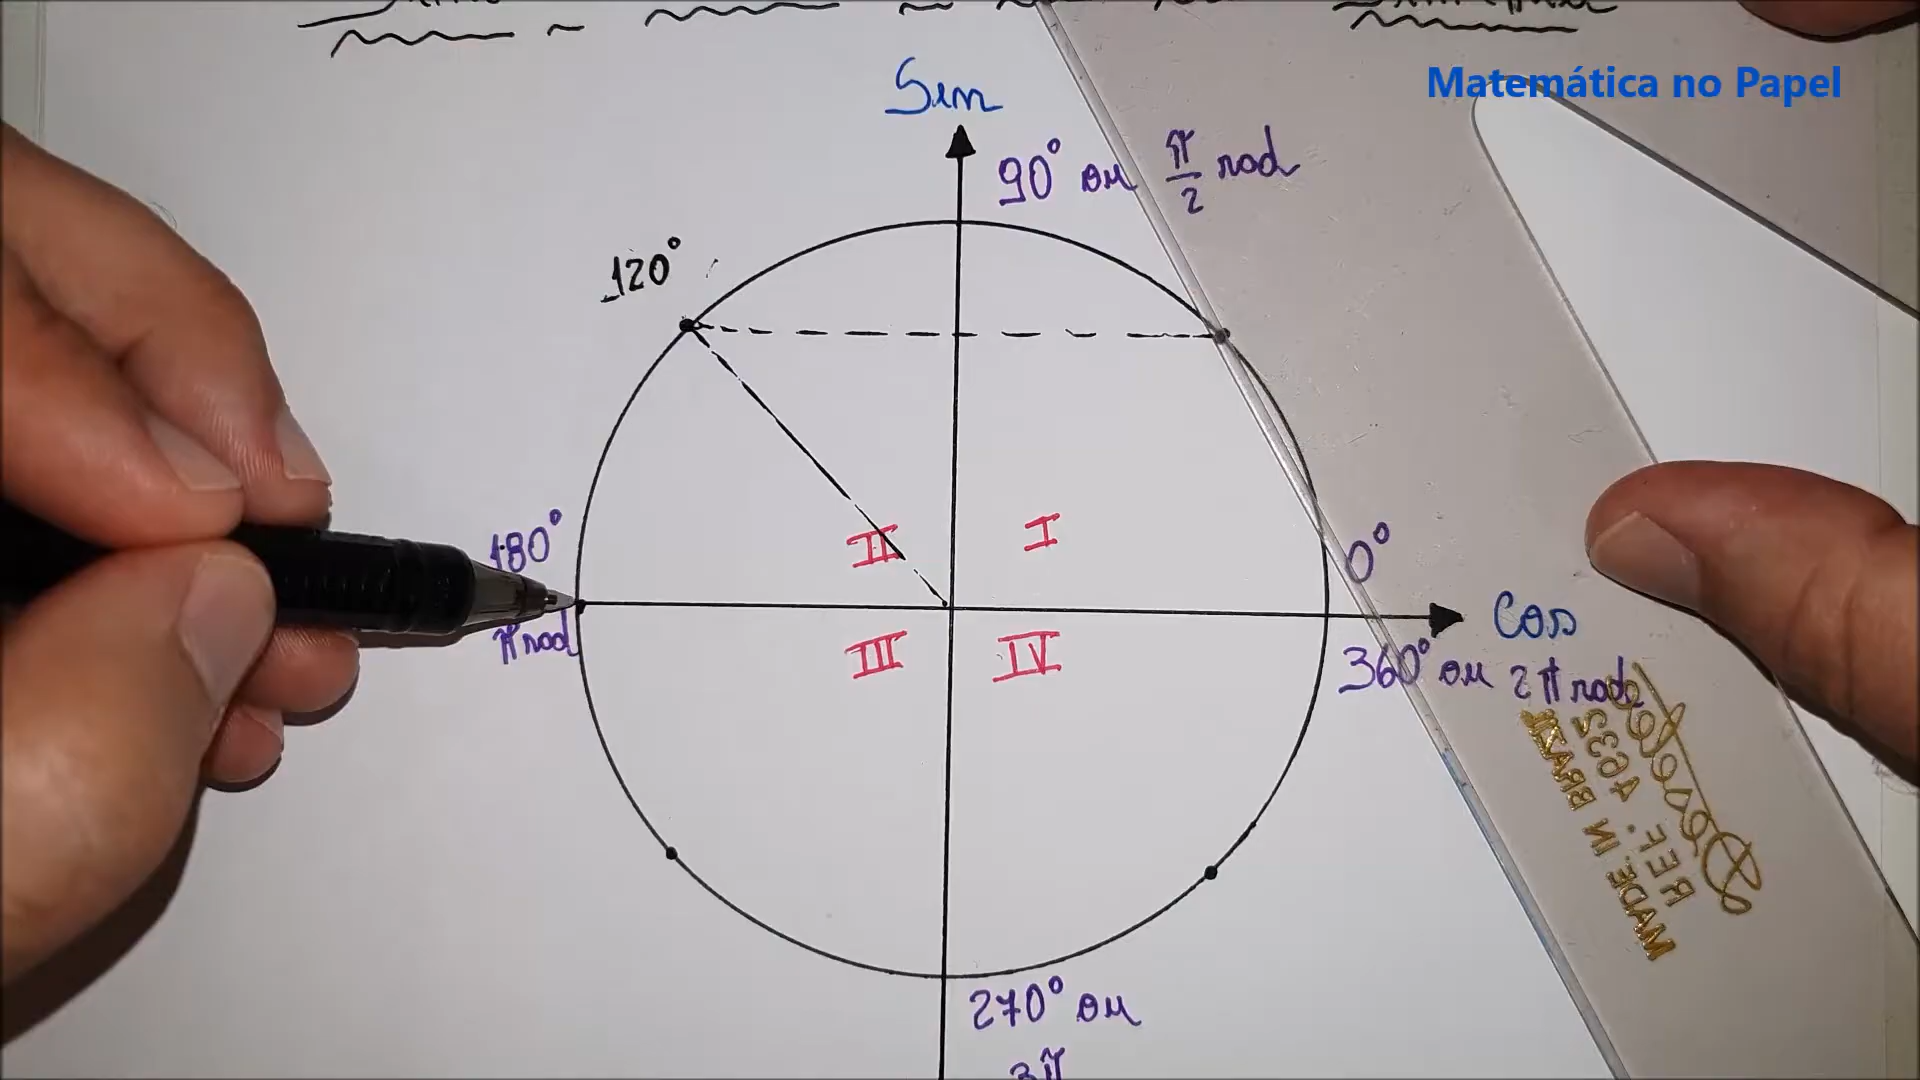 Matemática no Papel
Sen
90° ou π/2 rad
120°
180°
II
I
0°
π rad
III
IV
Cos
360° ou 2π rad
270° ou
3π
REF. 4632
MADE IN BRAZIL